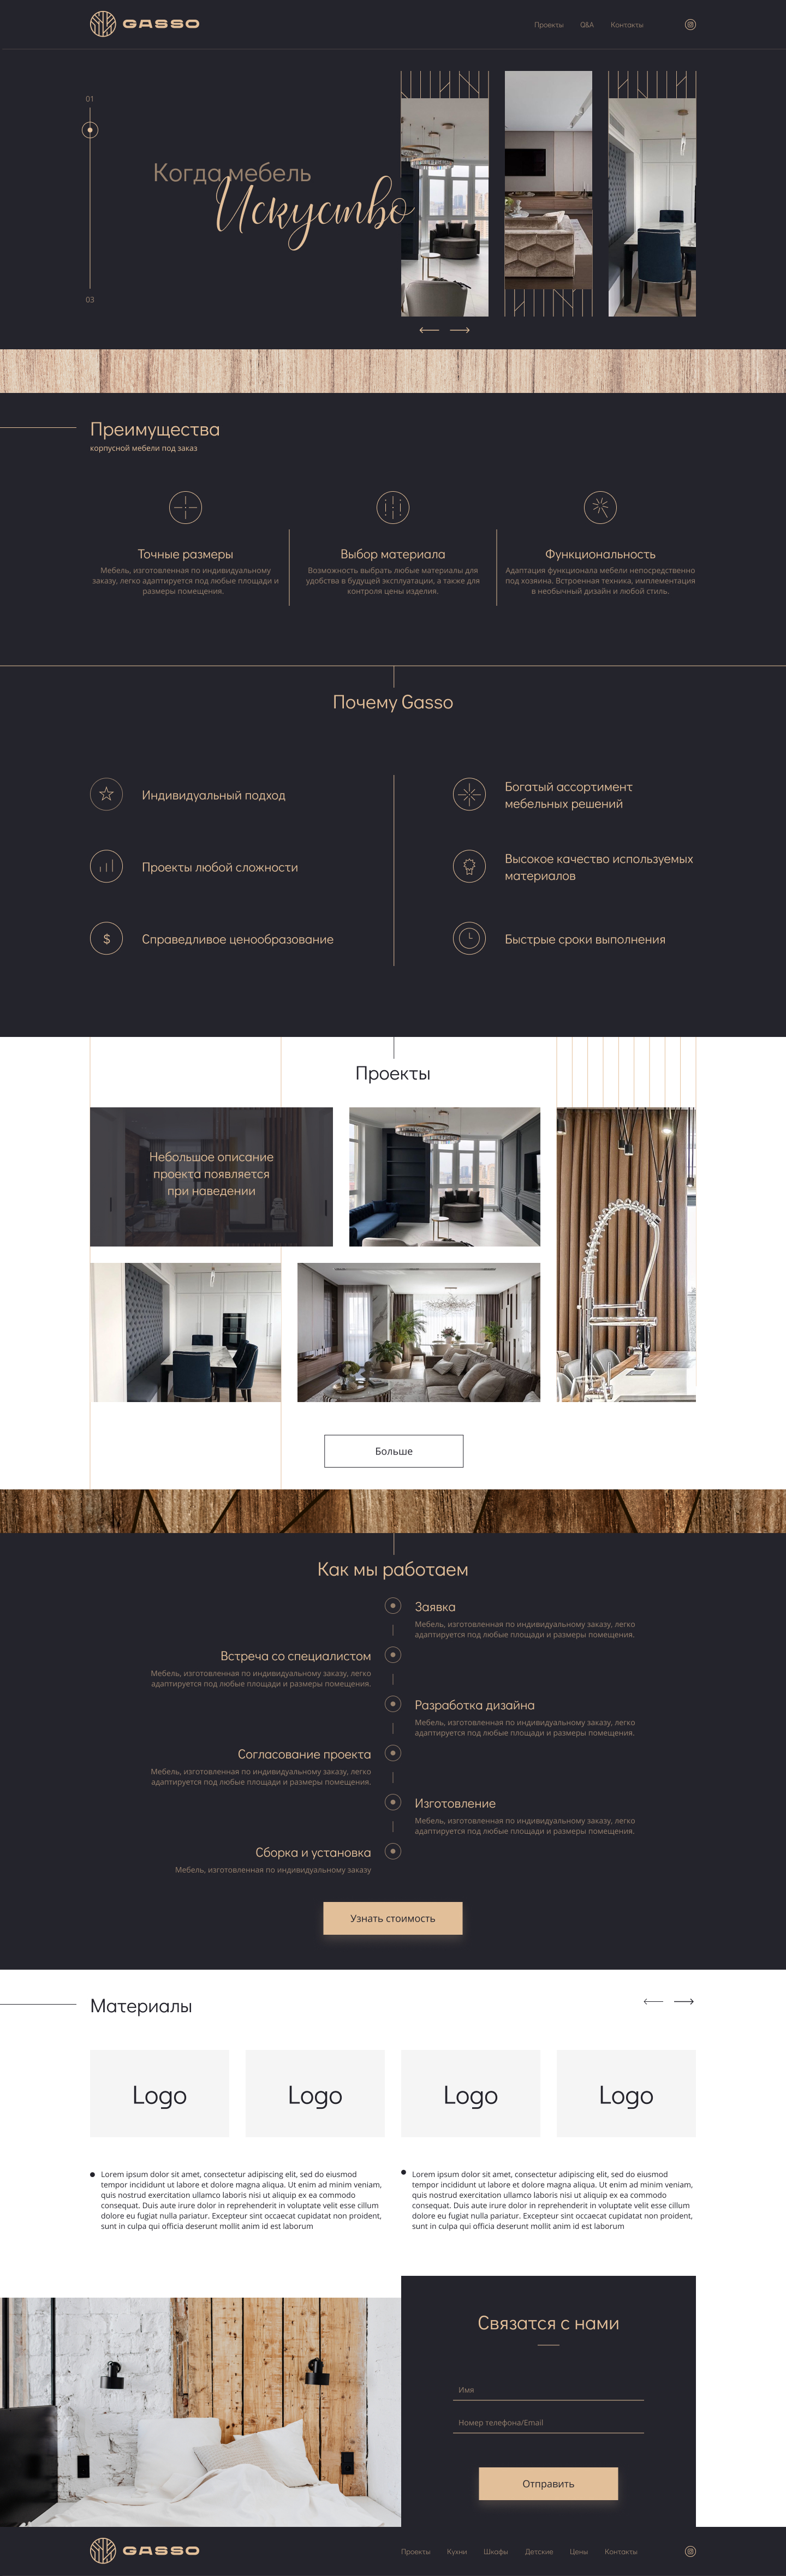 GASSO
Проекты Q&A Контакты
01
Когда мебель
Искуство
03
Преимущества
корпусной мебели под заказ
Точные размеры
Мебель, изготовленная по индивидуальному
заказу, легко адаптируется под любые площади и
размеры помещения.
Выбор материала
Возможность выбрать любые материалы для
удобства в будущей эксплуатации, а также для
контроля цены изделия.
Функциональность
Адаптация функционала мебели непосредственно
под хозяина. Встроенная техника, имплементация
в необычный дизайн и любой стиль.
Почему Gasso
Индивидуальный подход
Проекты любой сложности
$ Справедливое ценообразование
Богатый ассортимент
мебельных решений
Высокое качество используемых
материалов
Быстрые сроки выполнения
Проекты
Небольшое описание
проекта появляется
при наведении
Больше
Как мы работаем
Заявка
Мебель, изготовленная по индивидуальному заказу, легко
адаптируется под любые площади и размеры помещения.
Встреча со специалистом
Мебель, изготовленная по индивидуальному заказу, легко
адаптируется под любые площади и размеры помещения.
Разработка дизайна
Мебель, изготовленная по индивидуальному заказу, легко
адаптируется под любые площади и размеры помещения.
Согласование проекта
Мебель, изготовленная по индивидуальному заказу, легко
адаптируется под любые площади и размеры помещения.
Изготовление
Мебель, изготовленная по индивидуальному заказу, легко
адаптируется под любые площади и размеры помещения.
Сборка и установка
Мебель, изготовленная по индивидуальному заказу
Узнать стоимость
Материалы
Logo Logo Logo Logo
Lorem ipsum dolor sit amet, consectetur adipiscing elit, sed do eiusmod
tempor incididunt ut labore et dolore magna aliqua. Ut enim ad minim veniam,
quis nostrud exercitation ullamco laboris nisi ut aliquip ex ea commodo
consequat. Duis aute irure dolor in reprehenderit in voluptate velit esse cillum
dolore eu fugiat nulla pariatur. Excepteur sint occaecat cupidatat non proident,
sunt in culpa qui officia deserunt mollit anim id est laborum
Lorem ipsum dolor sit amet, consectetur adipiscing elit, sed do eiusmod
tempor incididunt ut labore et dolore magna aliqua. Ut enim ad minim veniam,
quis nostrud exercitation ullamco laboris nisi ut aliquip ex ea commodo
consequat. Duis aute irure dolor in reprehenderit in voluptate velit esse cillum
dolore eu fugiat nulla pariatur. Excepteur sint occaecat cupidatat non proident,
sunt in culpa qui officia deserunt mollit anim id est laborum
Связатся с нами
Имя
Номер телефона/Email
Отправить
GASSO
Проекты Кухни Шкафы Детские Цены Контакты